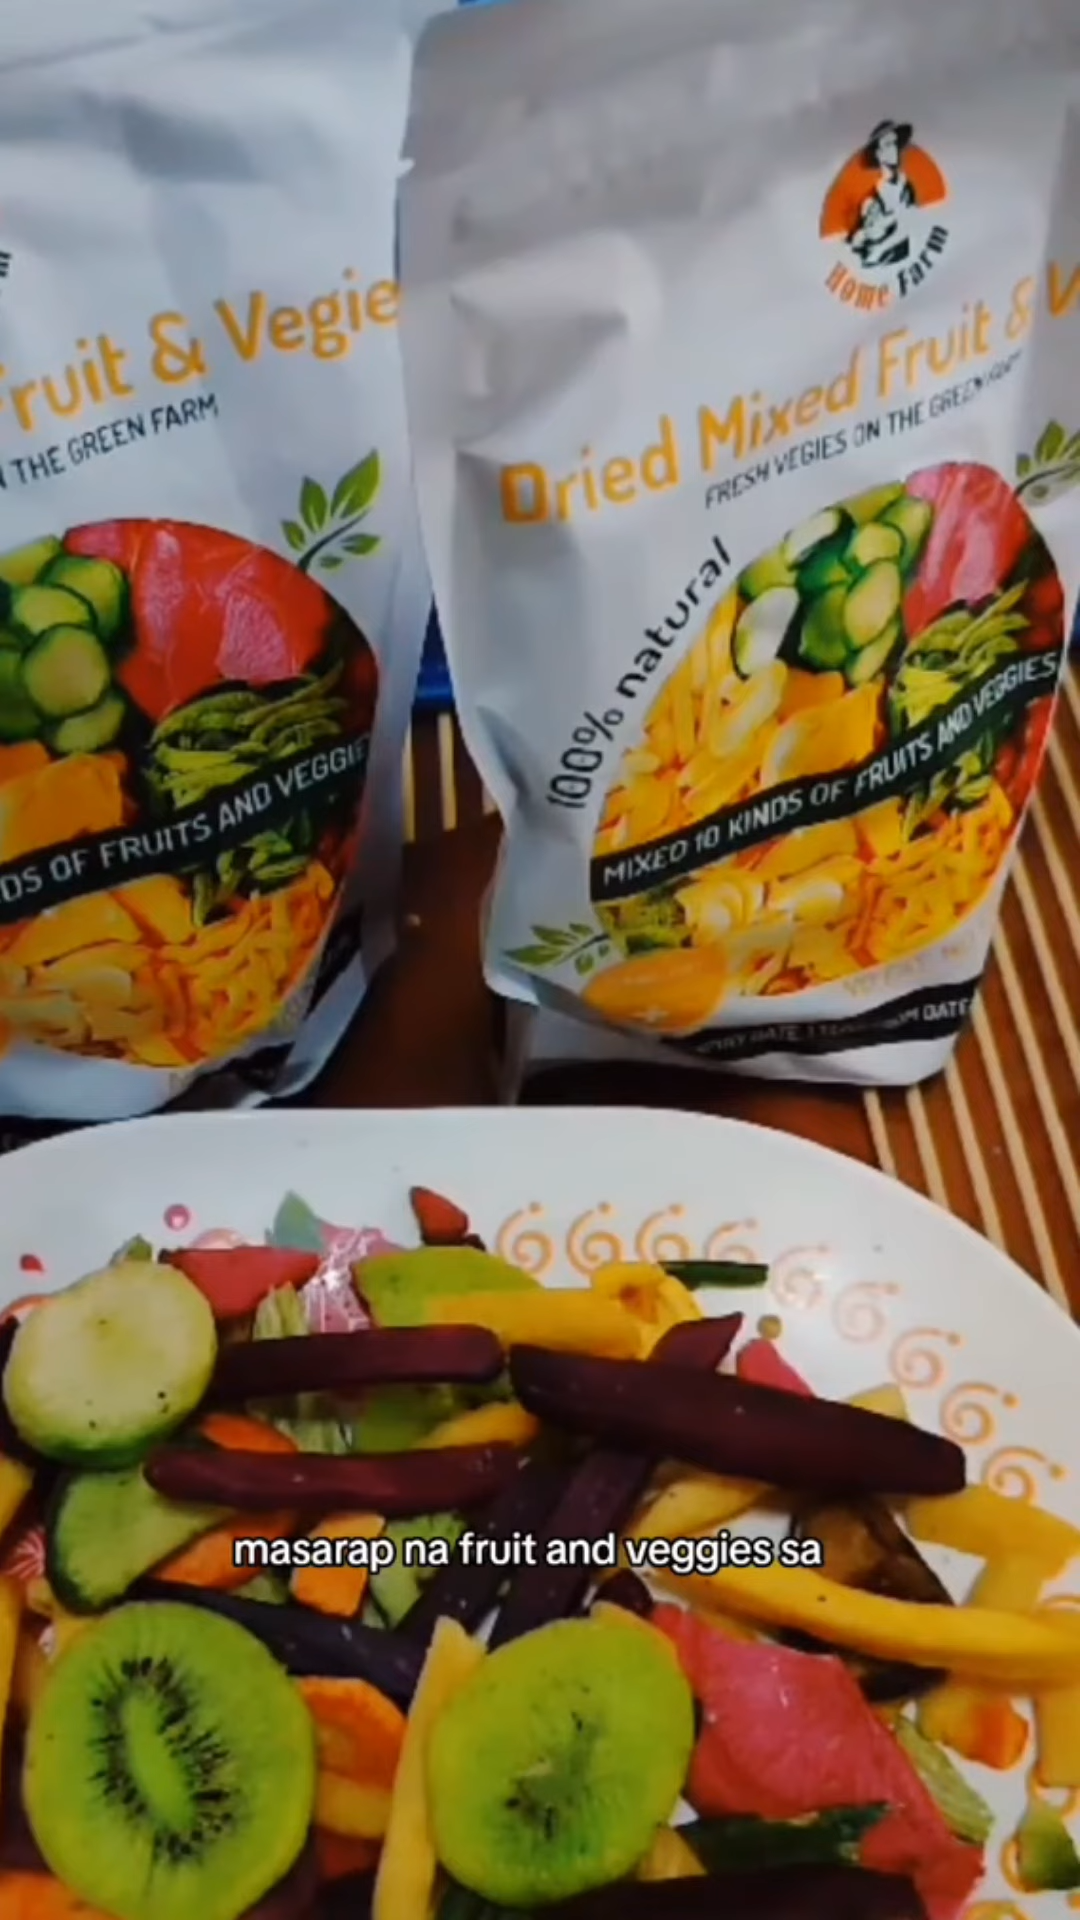 Fruit & Vegie
THE GREEN FARM
DS OF FRUITS AND VEGGIE
Home Farm
Dried Mixed Fruit & V
FRESH VEGIES ON THE GREEN
100% natural
MIXED 10 KINDS OF FRUITS AND VEGGIES
masarap na fruit and veggies sa